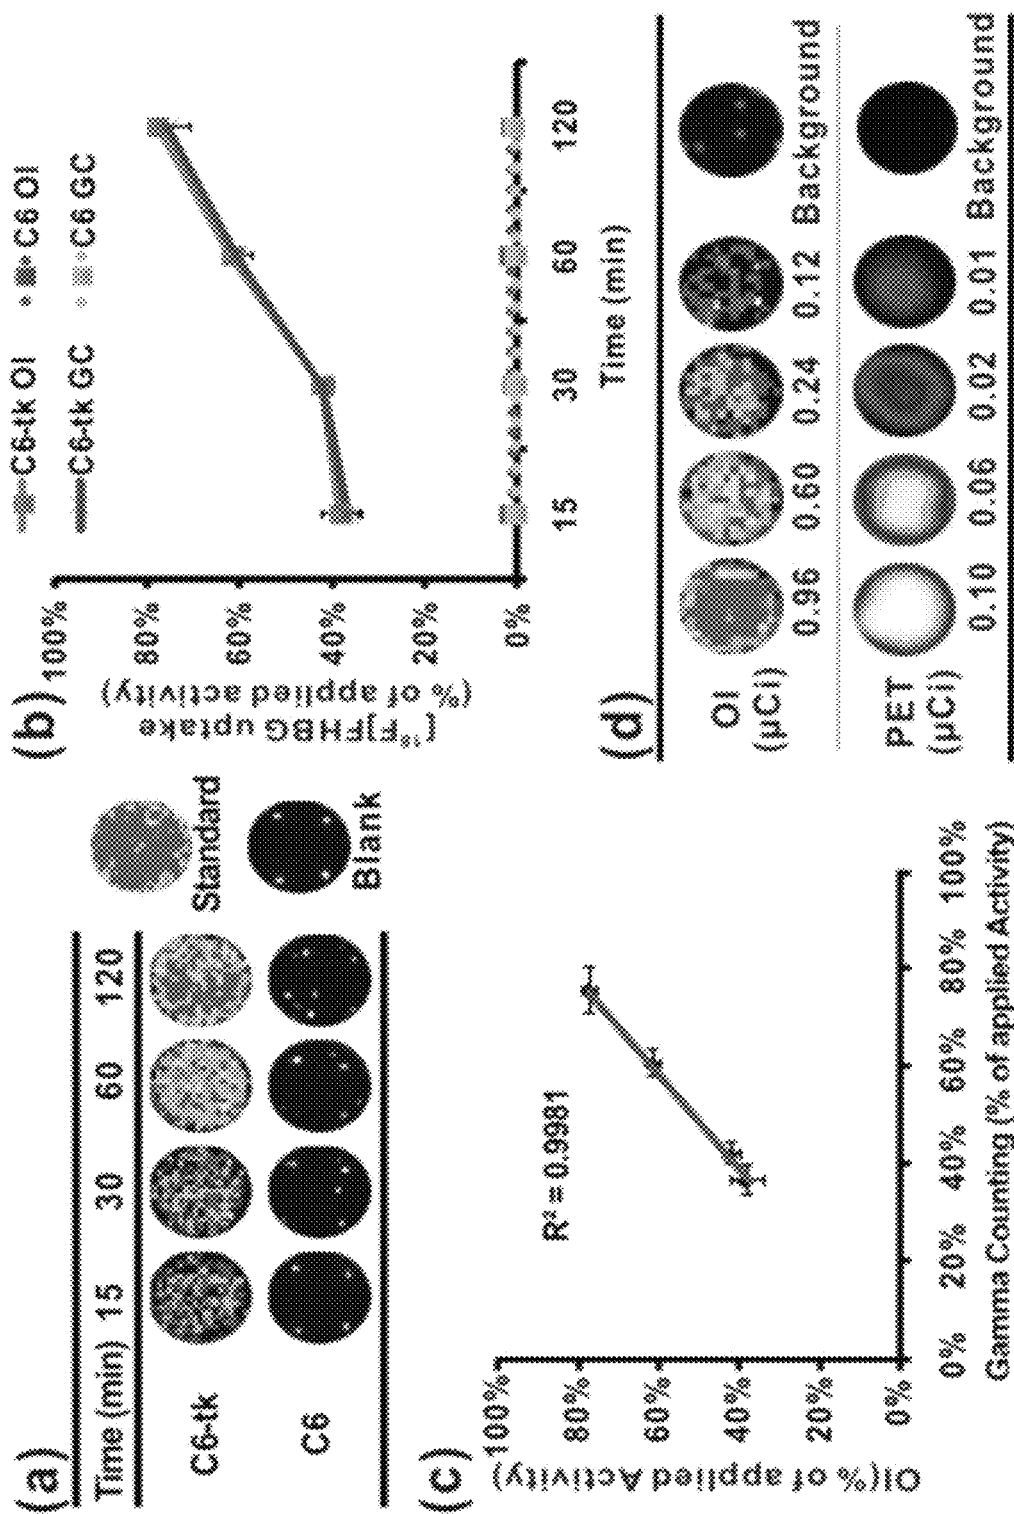 (a)
Time (min) 15 30 60 120
C6-tk
C6
Standard
Blank
(b)
C6-tk OI C6 OI
C6-tk GC C6 GC
[¹⁸F]FHBG uptake
(% of applied activity)
100%
80%
60%
40%
20%
0%
15 30 60 120
Time (min)
(c)
OI(% of applied Activity)
100%
80%
60%
40%
20%
0%
R² = 0.9981
0% 20% 40% 60% 80% 100%
Gamma Counting (% of applied Activity)
(d)
OI
(µCi)
0.96 0.60 0.24 0.12 Background
PET
(µCi)
0.10 0.06 0.02 0.01 Background